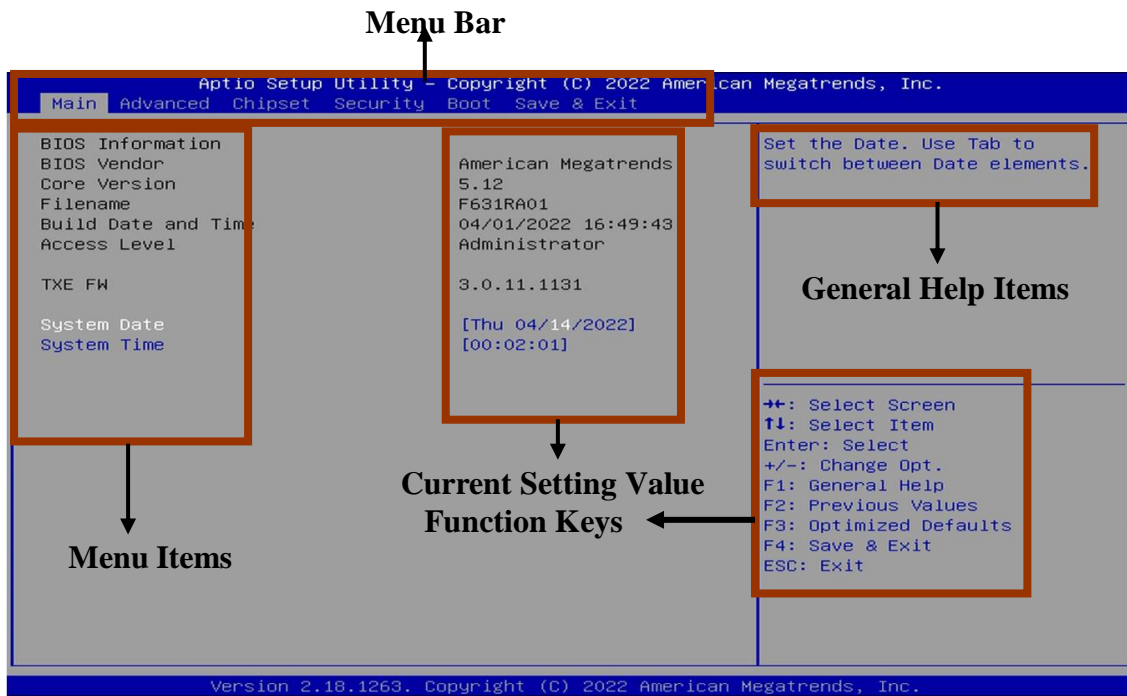 Menu Bar
Aptio Setup Utility – Copyright (C) 2022 American Megatrends, Inc.
Main Advanced Chipset Security Boot Save & Exit
BIOS Information
BIOS Vendor American Megatrends
Core Version 5.12
Filename F631RA01
Build Date and Time 04/01/2022 16:49:43
Access Level Administrator
TXE FW 3.0.11.1131
System Date [Thu 04/14/2022]
System Time [00:02:01]
Set the Date. Use Tab to
switch between Date elements.
General Help Items
→←: Select Screen
↑↓: Select Item
Enter: Select
+/-: Change Opt.
F1: General Help
F2: Previous Values
F3: Optimized Defaults
F4: Save & Exit
ESC: Exit
Current Setting Value
Function Keys
Menu Items
Version 2.18.1263. Copyright (C) 2022 American Megatrends, Inc.